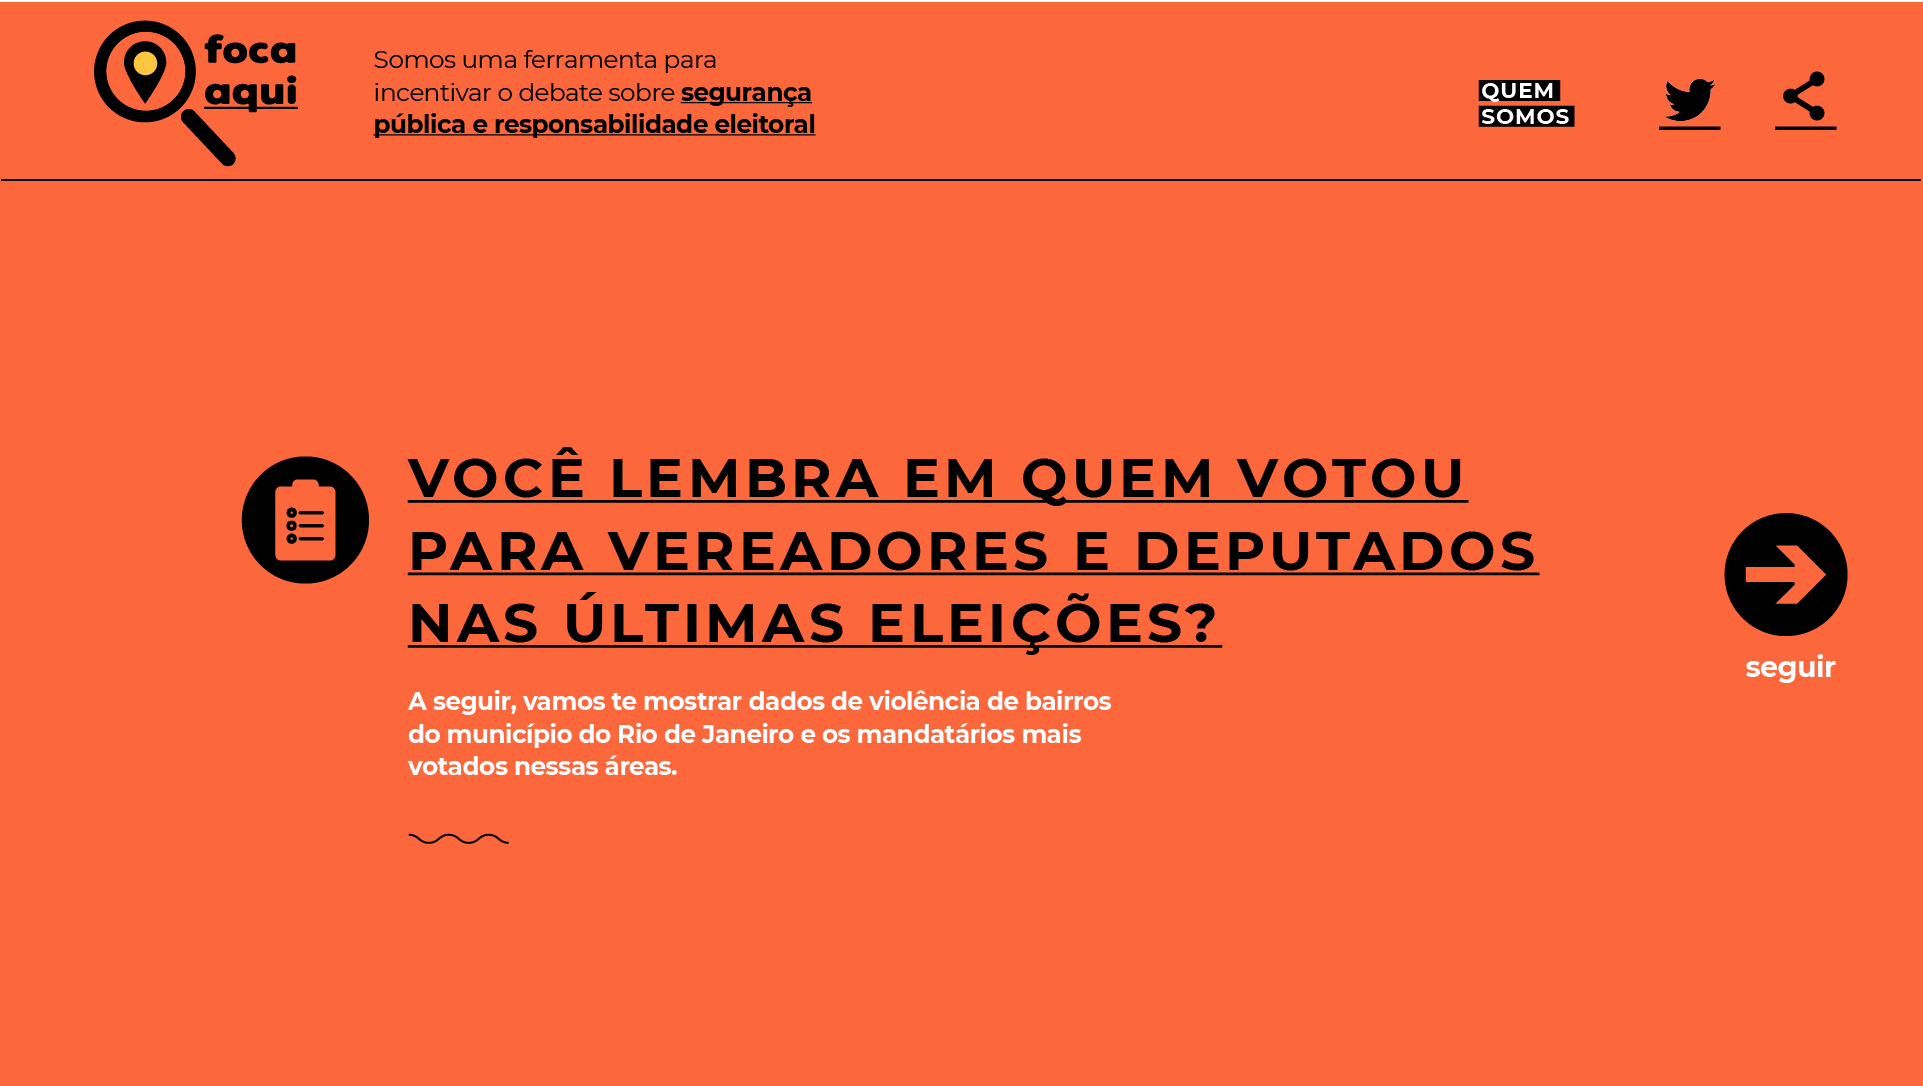 foca
aqui
Somos uma ferramenta para
incentivar o debate sobre segurança
pública e responsabilidade eleitoral
QUEM
SOMOS
VOCÊ LEMBRA EM QUEM VOTOU
PARA VEREADORES E DEPUTADOS
NAS ÚLTIMAS ELEIÇÕES?
seguir
A seguir, vamos te mostrar dados de violência de bairros
do município do Rio de Janeiro e os mandatários mais
votados nessas áreas.